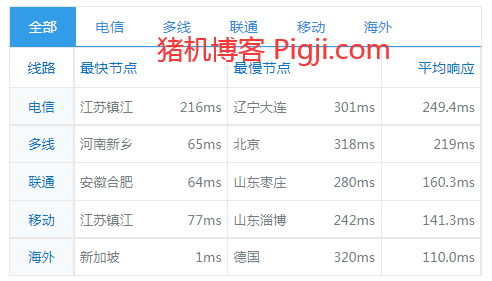 全部 电信 多线 联通 移动 海外
猪机博客 Pigji.com
线路 最快节点 最慢节点 平均响应
电信 江苏镇江 216ms 辽宁大连 301ms 249.4ms
多线 河南新乡 65ms 北京 318ms 219ms
联通 安徽合肥 64ms 山东枣庄 280ms 160.3ms
移动 江苏镇江 77ms 山东淄博 242ms 141.3ms
海外 新加坡 1ms 德国 320ms 110.0ms